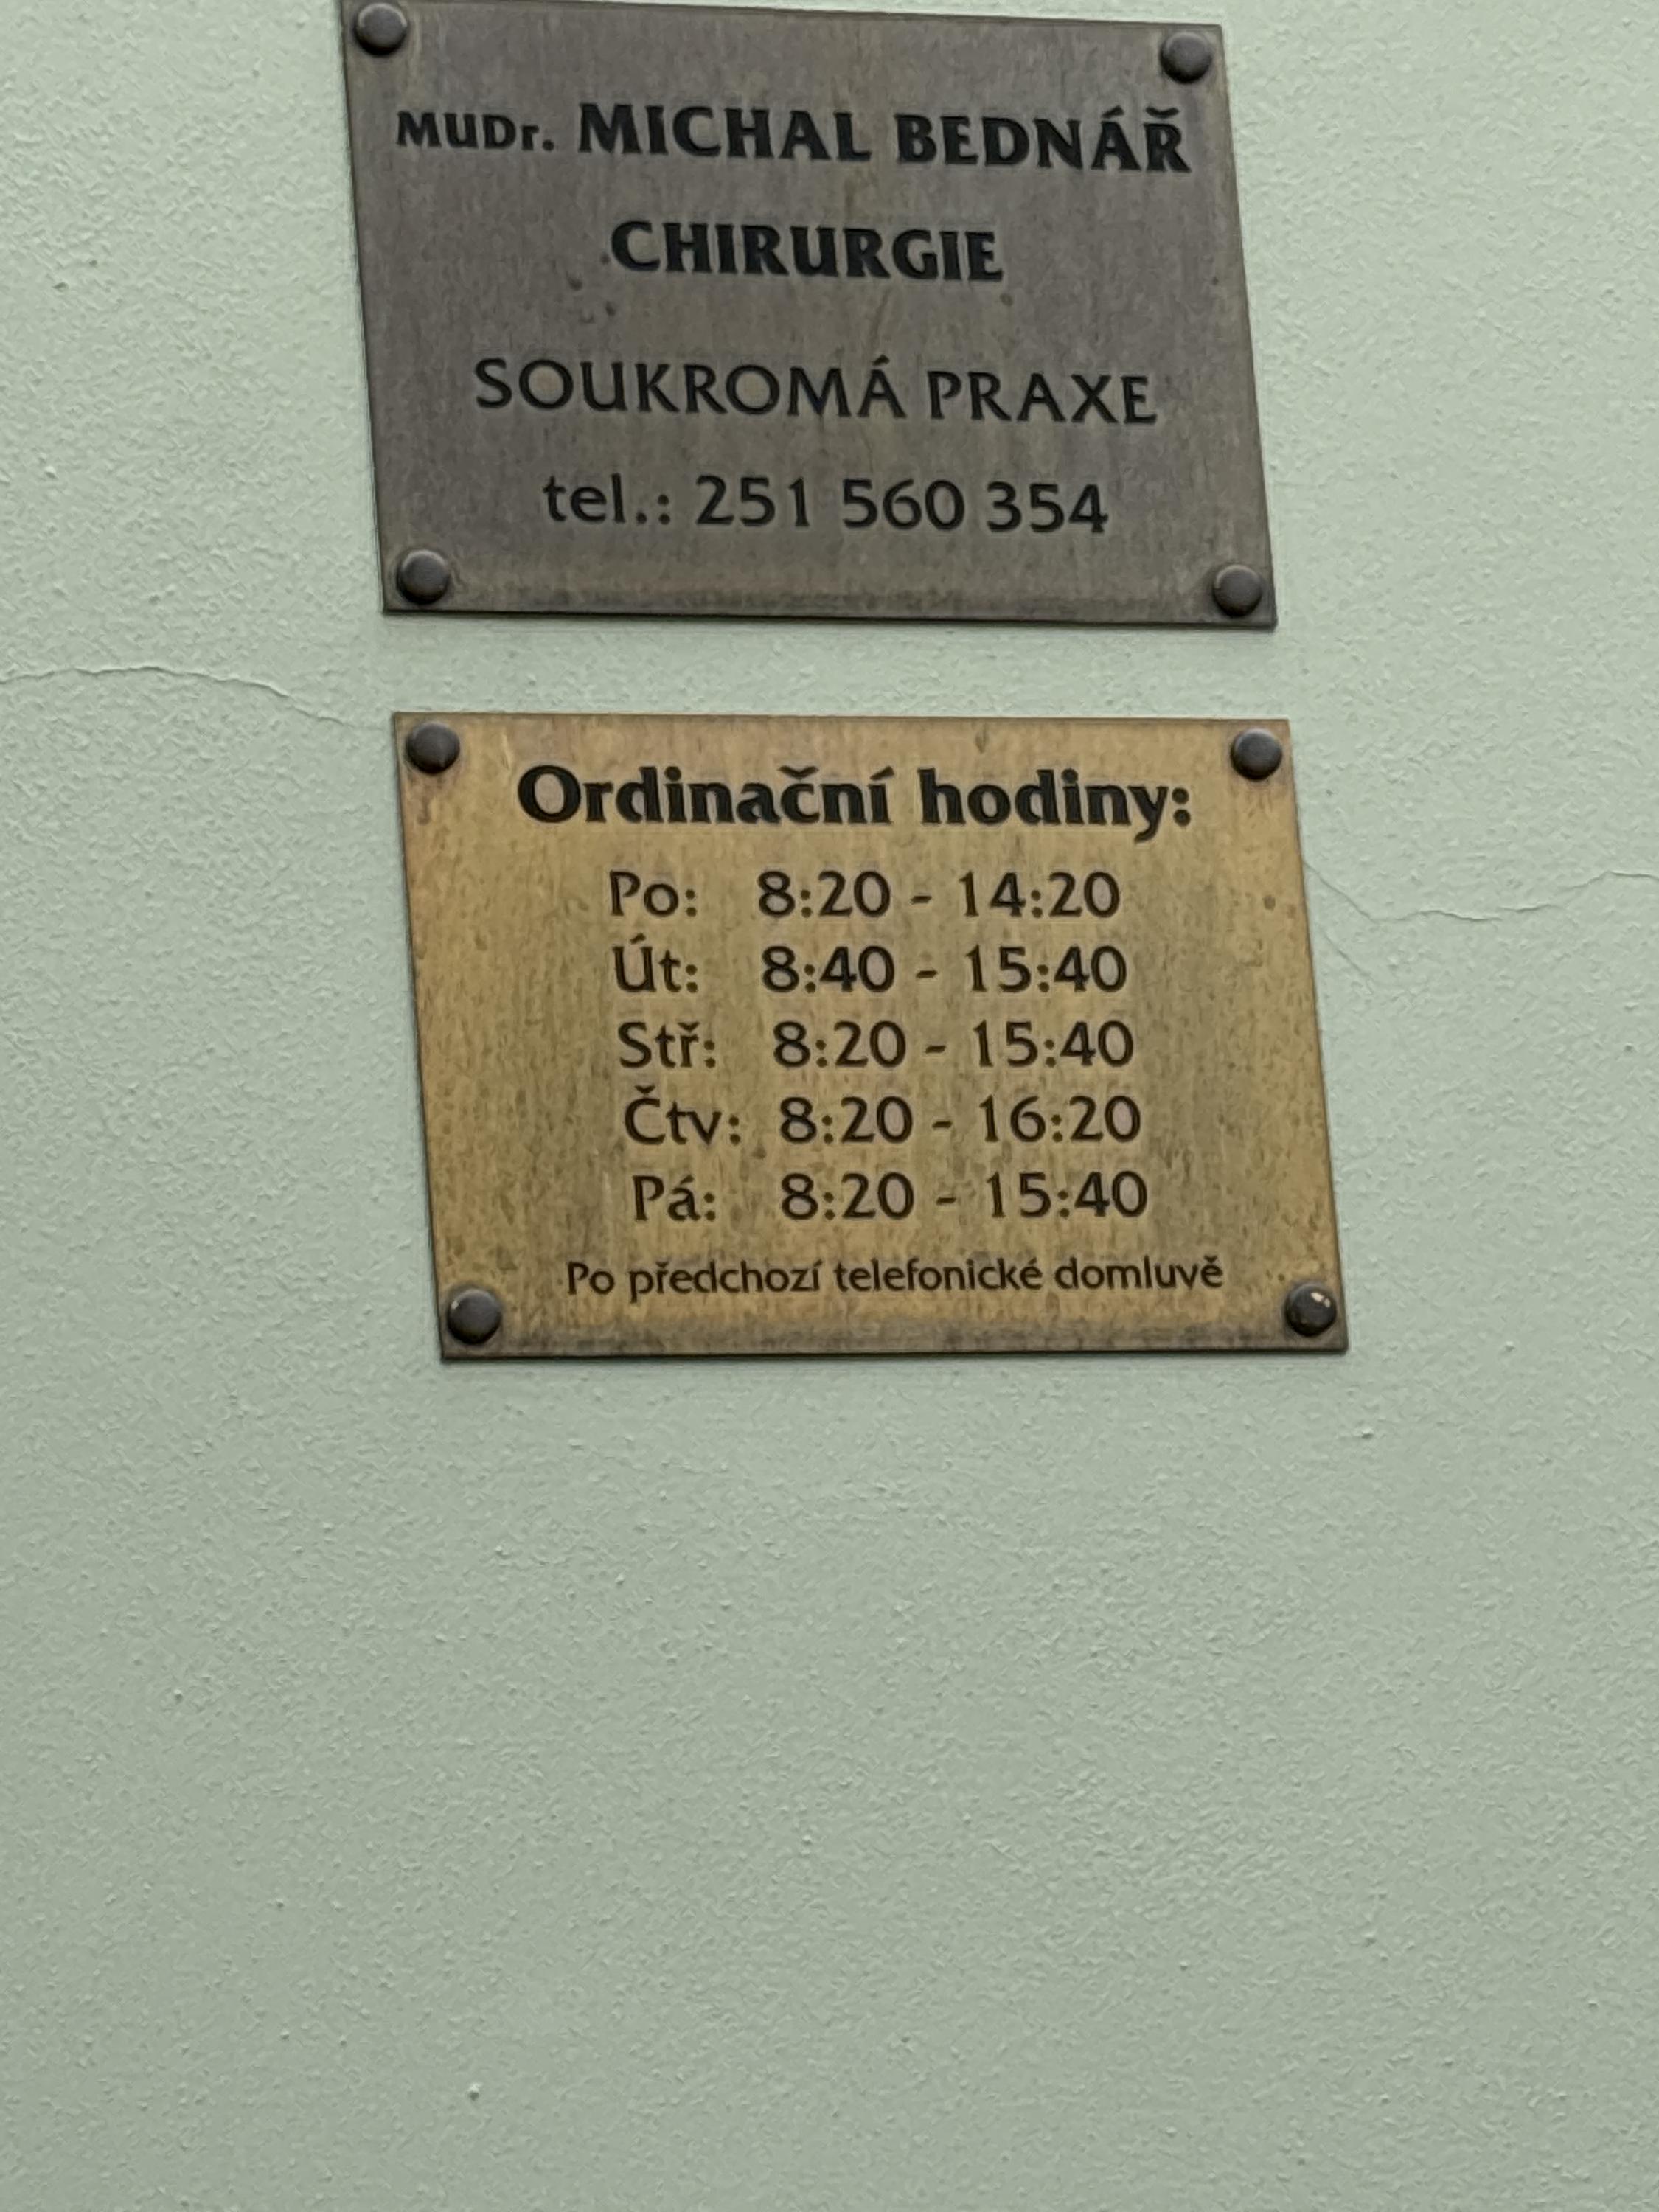 MUDr. MICHAL BEDNÁŘ
CHIRURGIE
SOUKROMÁ PRAXE
tel.: 251 560 354
Ordinační hodiny:
Po: 8:20 - 14:20
Út: 8:40 - 15:40
Stř: 8:20 - 15:40
Čtv: 8:20 - 16:20
Pá: 8:20 - 15:40
Po předchozí telefonické domluvě